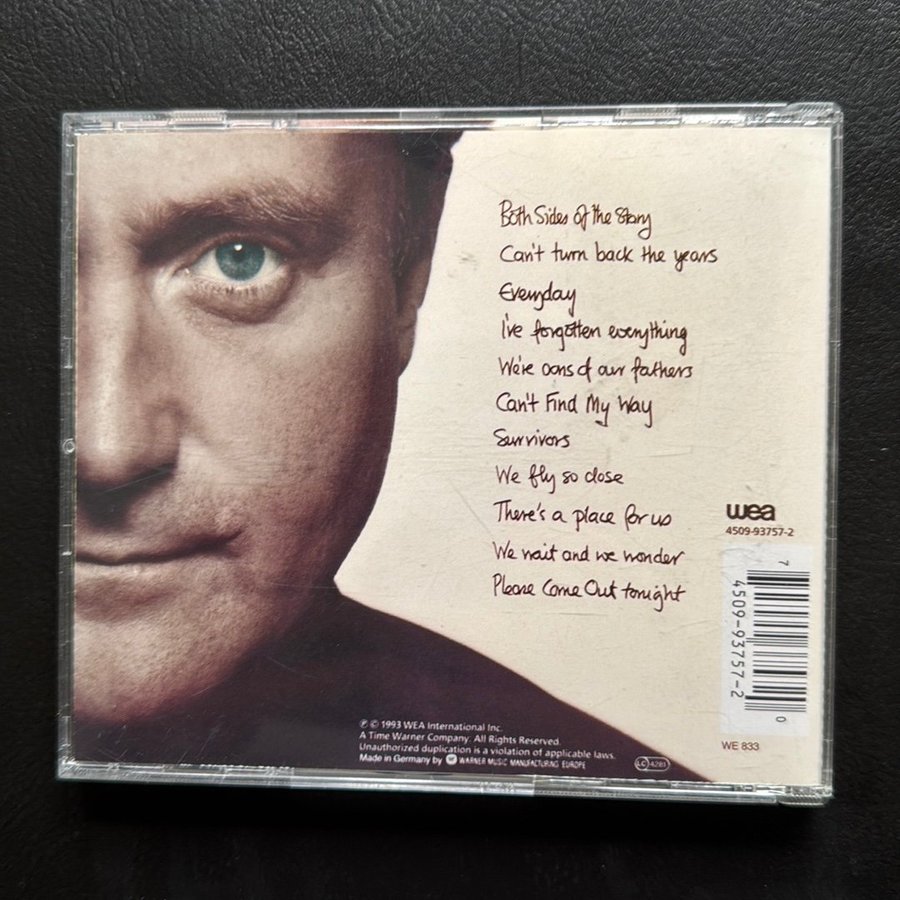 Both Sides of the Story
Can't turn back the years
Everyday
I've forgotten everything
We're sons of our fathers
Can't Find My Way
Survivors
We fly so close
There's a place for us
We wait and we wonder
Please Come Out tonight
wea
4509-93757-2
7
4509-93757-2
0
WE 833
℗ © 1993 WEA International Inc.
A Time Warner Company. All Rights Reserved.
Unauthorized duplication is a violation of applicable laws.
Made in Germany by WARNER MUSIC MANUFACTURING EUROPE
LC 4281